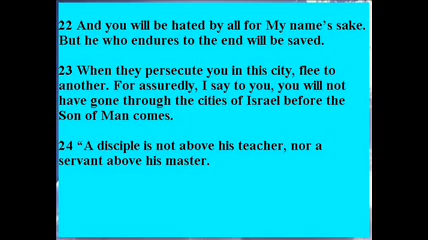 22 And you will be hated by all for My name's sake.
But he who endures to the end will be saved.
23 When they persecute you in this city, flee to
another. For assuredly, I say to you, you will not
have gone through the cities of Israel before the
Son of Man comes.
24 “A disciple is not above his teacher, nor a
servant above his master.